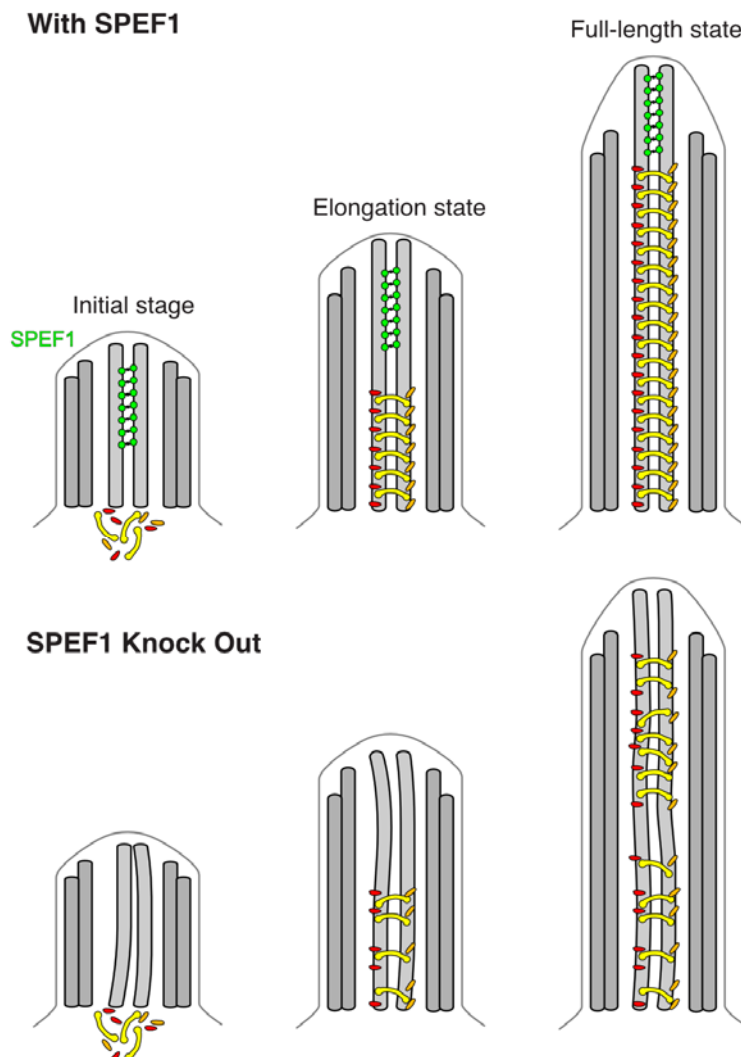 With SPEF1
Full-length state
Elongation state
Initial stage
SPEF1
SPEF1 Knock Out